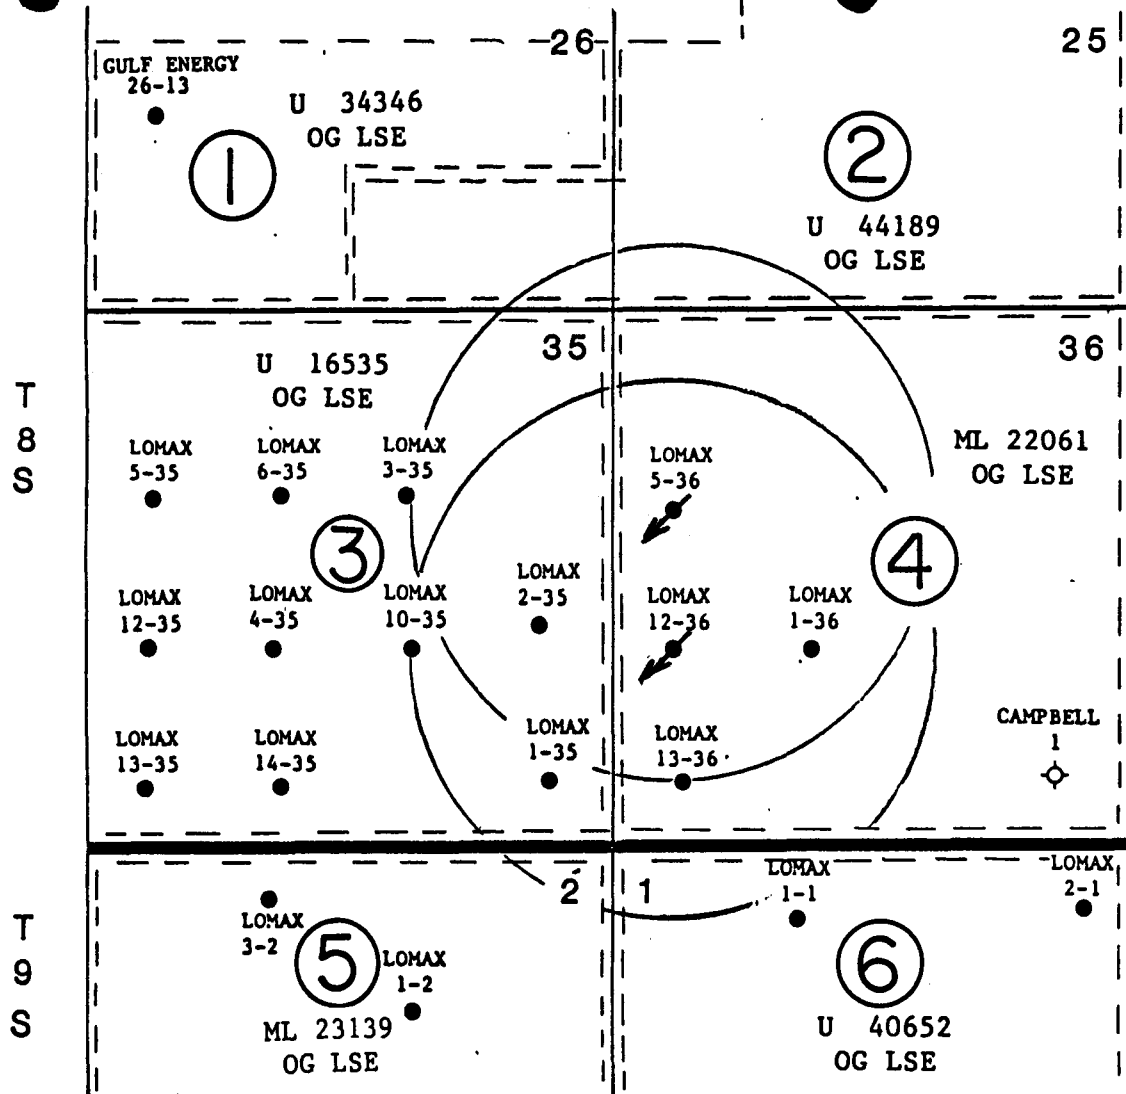 26
25
GULF ENERGY
26-13
U 34346
OG LSE
1
2
U 44189
OG LSE
T
8
S
35
36
U 16535
OG LSE
ML 22061
OG LSE
LOMAX
5-35
LOMAX
6-35
LOMAX
3-35
LOMAX
5-36
3
4
LOMAX
12-35
LOMAX
4-35
LOMAX
10-35
LOMAX
2-35
LOMAX
12-36
LOMAX
1-36
LOMAX
13-35
LOMAX
14-35
LOMAX
1-35
LOMAX
13-36
CAMPBELL
1
T
9
S
2
1
LOMAX
1-1
LOMAX
2-1
LOMAX
3-2
5
LOMAX
1-2
6
ML 23139
OG LSE
U 40652
OG LSE